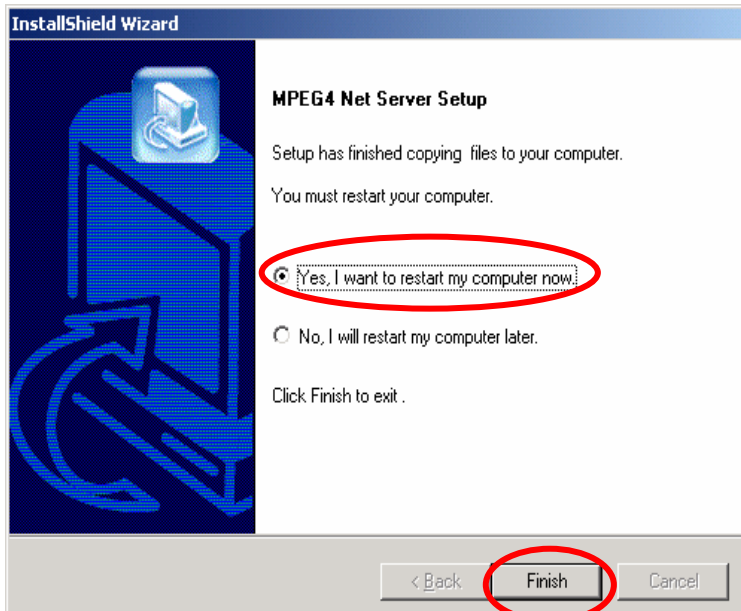 InstallShield Wizard
MPEG4 Net Server Setup
Setup has finished copying files to your computer.
You must restart your computer.
Yes, I want to restart my computer now.
No, I will restart my computer later.
Click Finish to exit .
< Back Finish Cancel